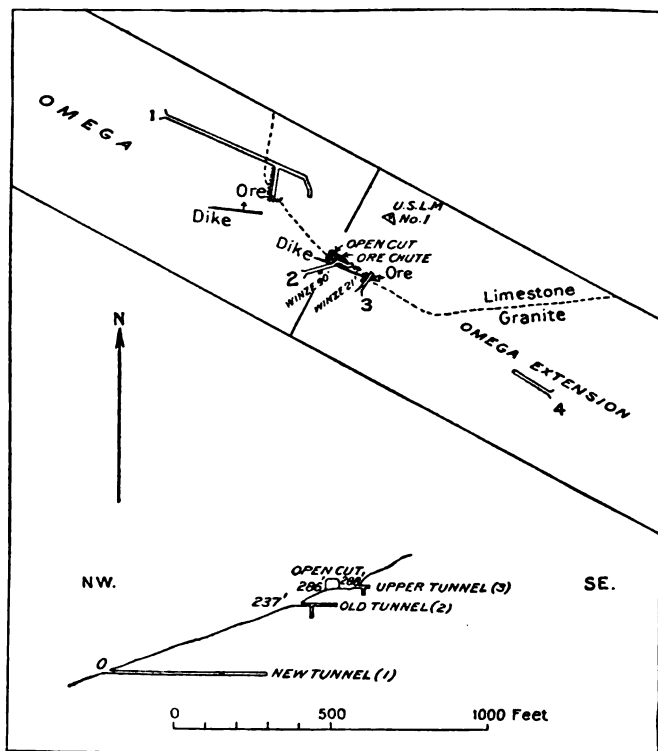 OMEGA
1
Ore
Dike
U.S.L.M
No.1
OPEN CUT
ORE CHUTE
Dike
2
WINZE 90'
WINZE 21'
Ore
3
Limestone
Granite
OMEGA EXTENSION
4
N
NW.
SE.
OPEN CUT,
286' 288'
UPPER TUNNEL (3)
237'
OLD TUNNEL (2)
0
NEW TUNNEL (1)
0 500 1000 Feet